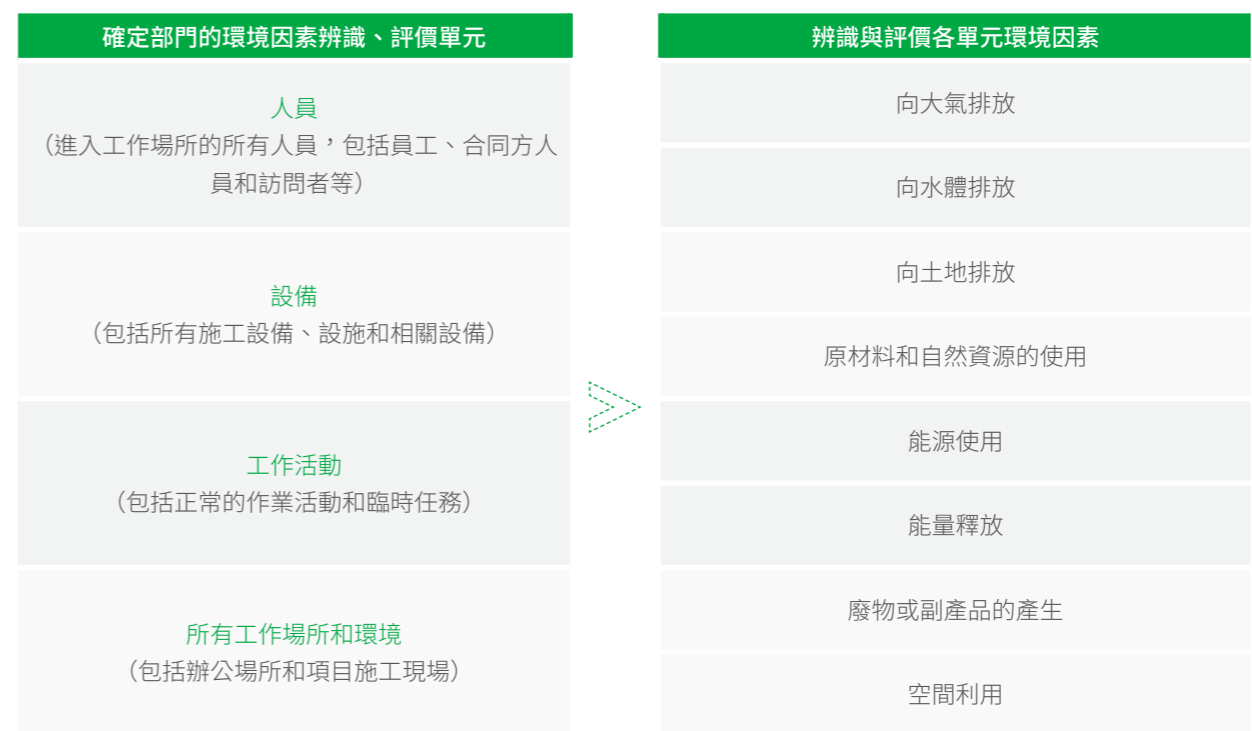 確定部門的環境因素辨識、評價單元
人員
（進入工作場所的所有人員，包括員工、合同方人
員和訪問者等）
設備
（包括所有施工設備、設施和相關設備）
工作活動
（包括正常的作業活動和臨時任務）
所有工作場所和環境
（包括辦公場所和項目施工現場）
辨識與評價各單元環境因素
向大氣排放
向水體排放
向土地排放
原材料和自然資源的使用
能源使用
能量釋放
廢物或副產品的產生
空間利用